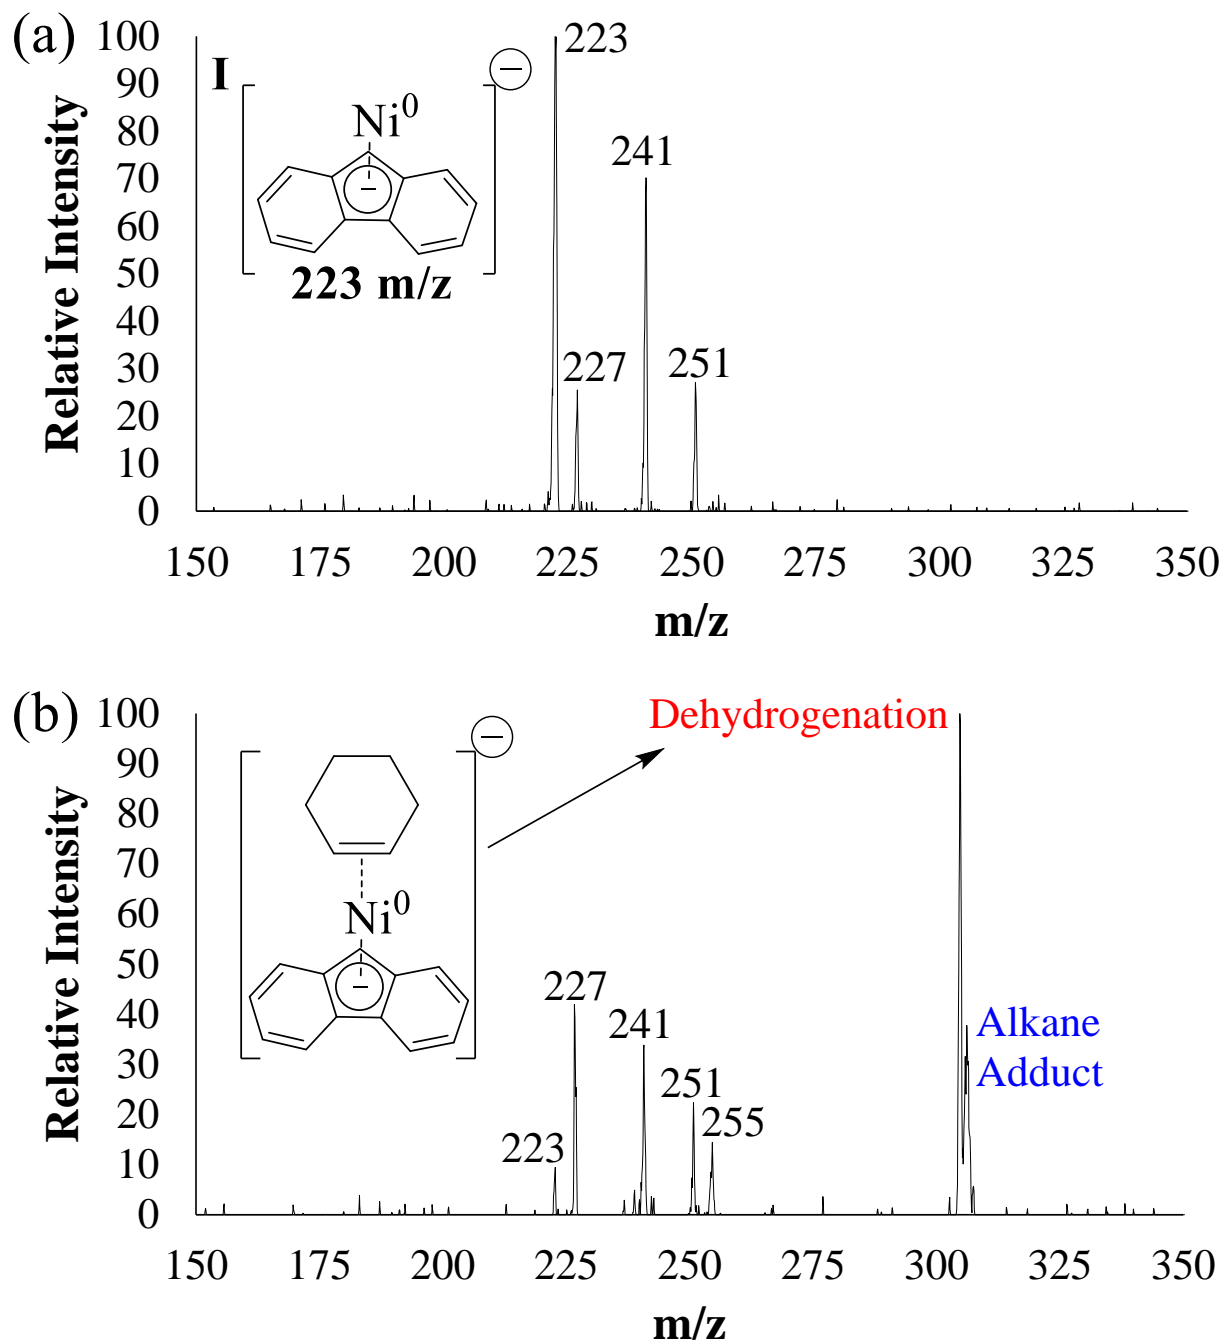 (a)
100
90
80
70
60
50
40
30
20
10
0
Relative Intensity
I
Ni⁰
−
−
223 m/z
223
227
241
251
150 175 200 225 250 275 300 325 350
m/z
(b)
100
90
80
70
60
50
40
30
20
10
0
Relative Intensity
−
Ni⁰
−
Dehydrogenation
Alkane
Adduct
223
227
241
251
255
150 175 200 225 250 275 300 325 350
m/z